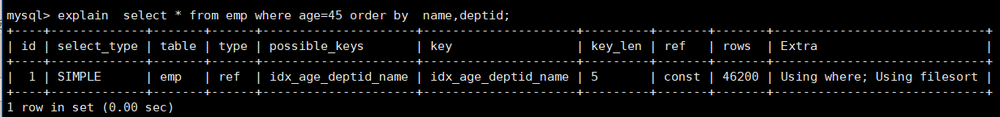 mysql> explain  select * from emp where age=45 order by  name,deptid;
+----+-------------+-------+------+---------------------+---------------------+---------+-------+-------+-----------------------------+
| id | select_type | table | type | possible_keys       | key                 | key_len | ref   | rows  | Extra                       |
+----+-------------+-------+------+---------------------+---------------------+---------+-------+-------+-----------------------------+
|  1 | SIMPLE      | emp   | ref  | idx_age_deptid_name | idx_age_deptid_name | 5       | const | 46200 | Using where; Using filesort |
+----+-------------+-------+------+---------------------+---------------------+---------+-------+-------+-----------------------------+
1 row in set (0.00 sec)